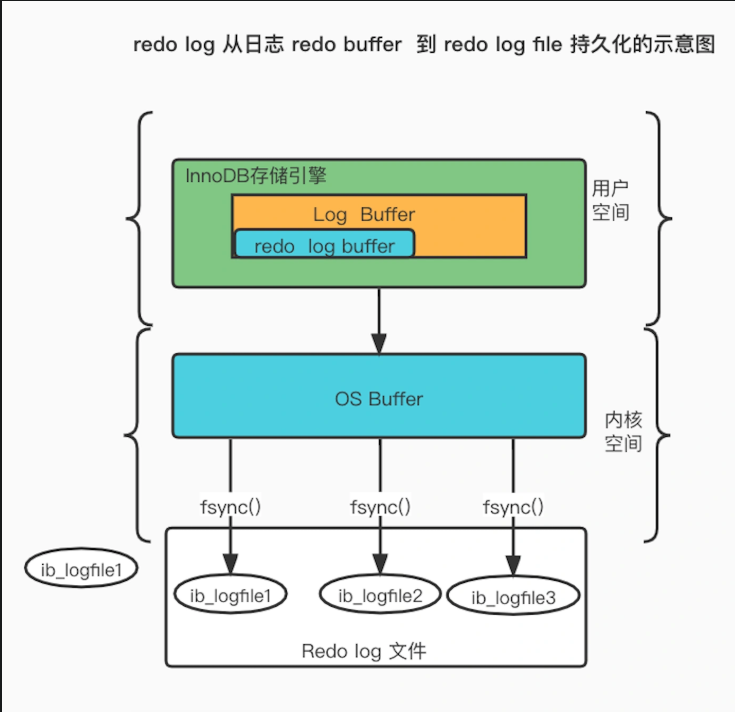 redo log 从日志 redo buffer 到 redo log file 持久化的示意图
InnoDB存储引擎
Log Buffer
redo log buffer
用户
空间
OS Buffer
内核
空间
fsync()
fsync()
fsync()
ib_logfile1
ib_logfile1
ib_logfile2
ib_logfile3
Redo log 文件